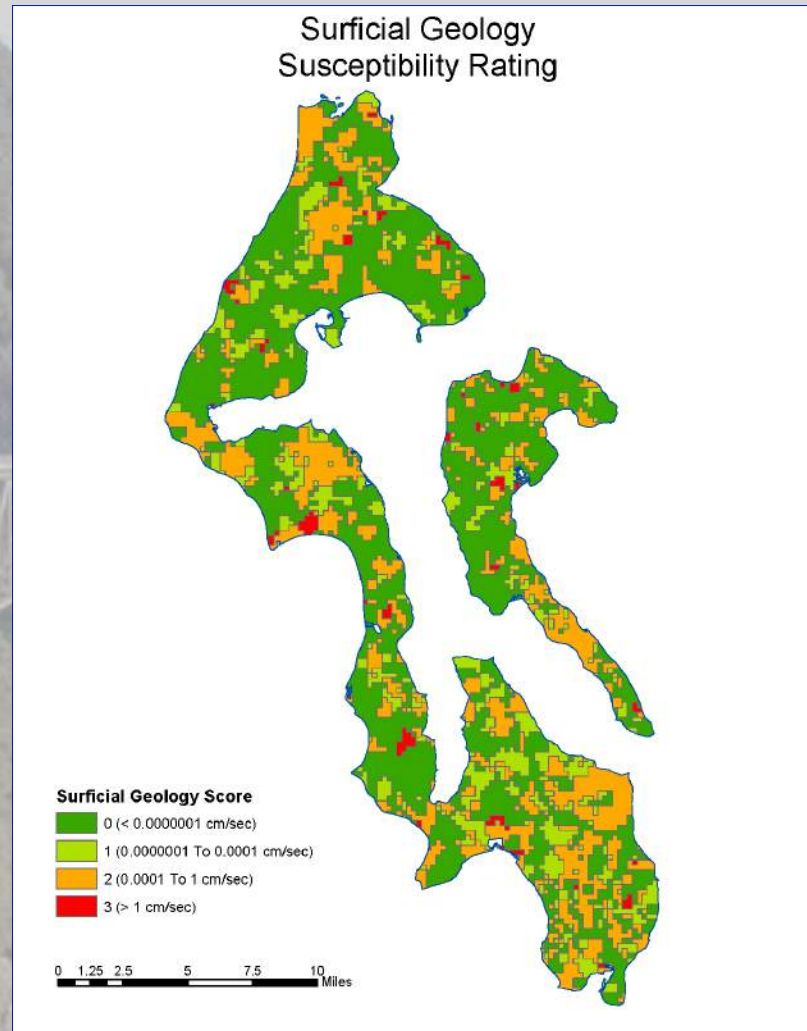 Surficial Geology
Susceptibility Rating
Surficial Geology Score
0 (< 0.0000001 cm/sec)
1 (0.0000001 To 0.0001 cm/sec)
2 (0.0001 To 1 cm/sec)
3 (> 1 cm/sec)
0 1.25 2.5 5 7.5 10
Miles